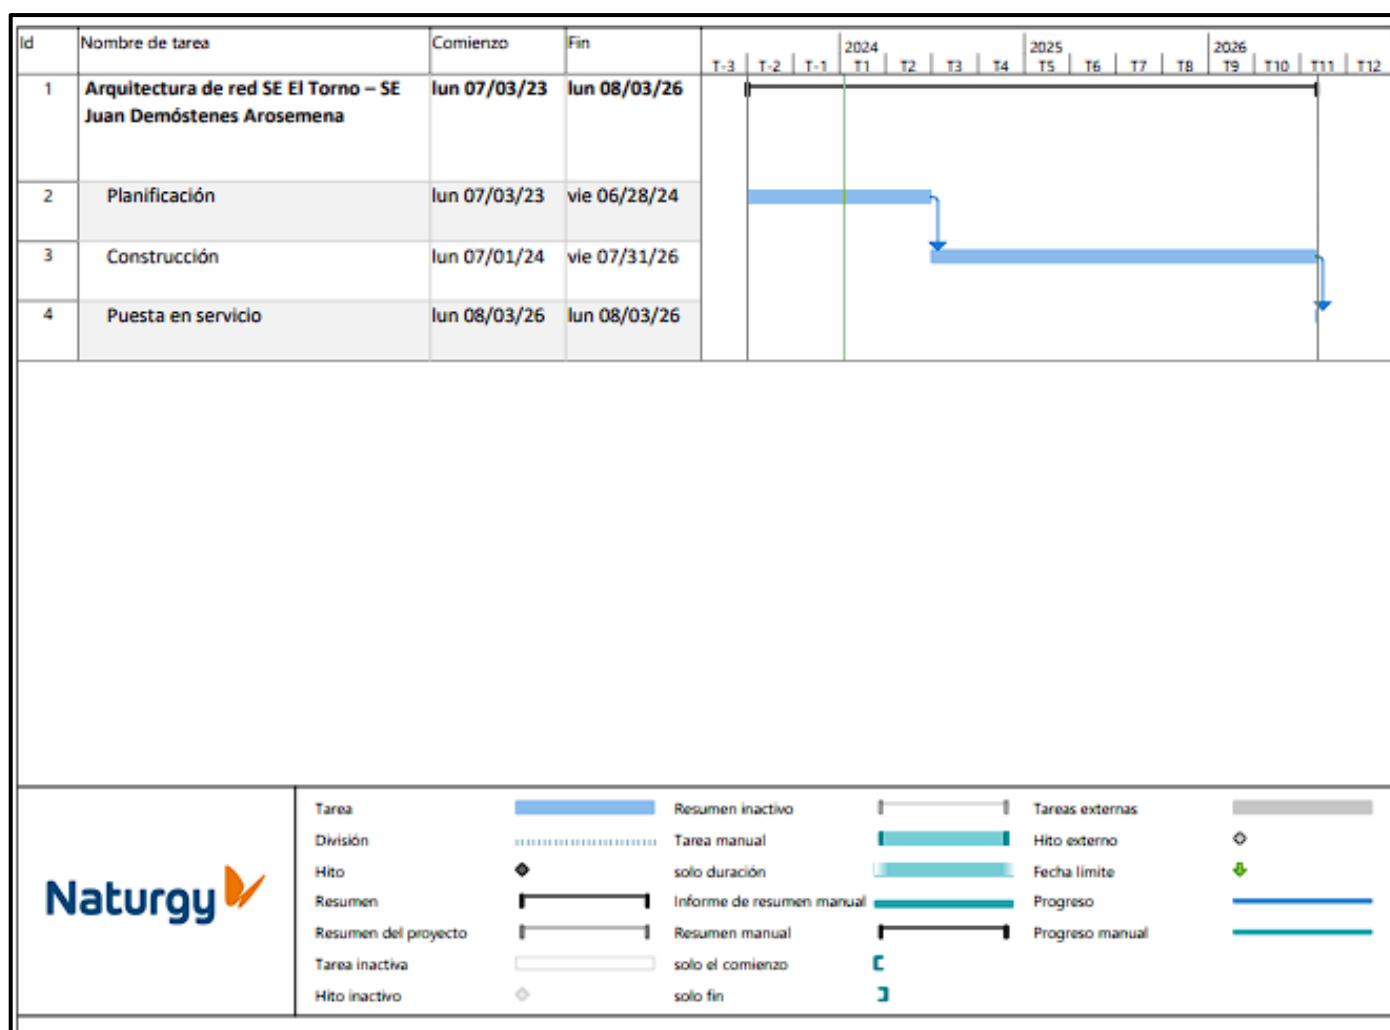 Id Nombre de tarea Comienzo Fin
2024 2025 2026
T-3 T-2 T-1 T1 T2 T3 T4 T5 T6 T7 T8 T9 T10 T11 T12
1 Arquitectura de red SE El Torno – SE lun 07/03/23 lun 08/03/26
Juan Demóstenes Arosemena
2 Planificación lun 07/03/23 vie 06/28/24
3 Construcción lun 07/01/24 vie 07/31/26
4 Puesta en servicio lun 08/03/26 lun 08/03/26
Naturgy
Tarea Resumen inactivo Tareas externas
División Tarea manual Hito externo
Hito solo duración Fecha límite
Resumen Informe de resumen manual Progreso
Resumen del proyecto Resumen manual Progreso manual
Tarea inactiva solo el comienzo
Hito inactivo solo fin